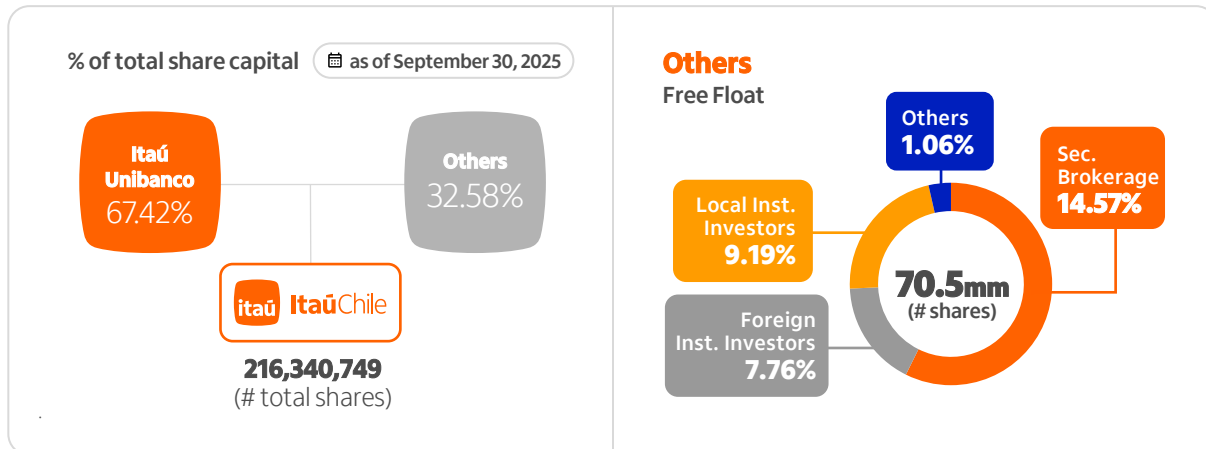 % of total share capital
as of September 30, 2025
Itaú
Unibanco
67.42%
Others
32.58%
itaú ItaúChile
216,340,749
(# total shares)
.
Others
Free Float
Others
1.06%
Sec.
Brokerage
14.57%
Local Inst.
Investors
9.19%
Foreign
Inst. Investors
7.76%
70.5mm
(# shares)